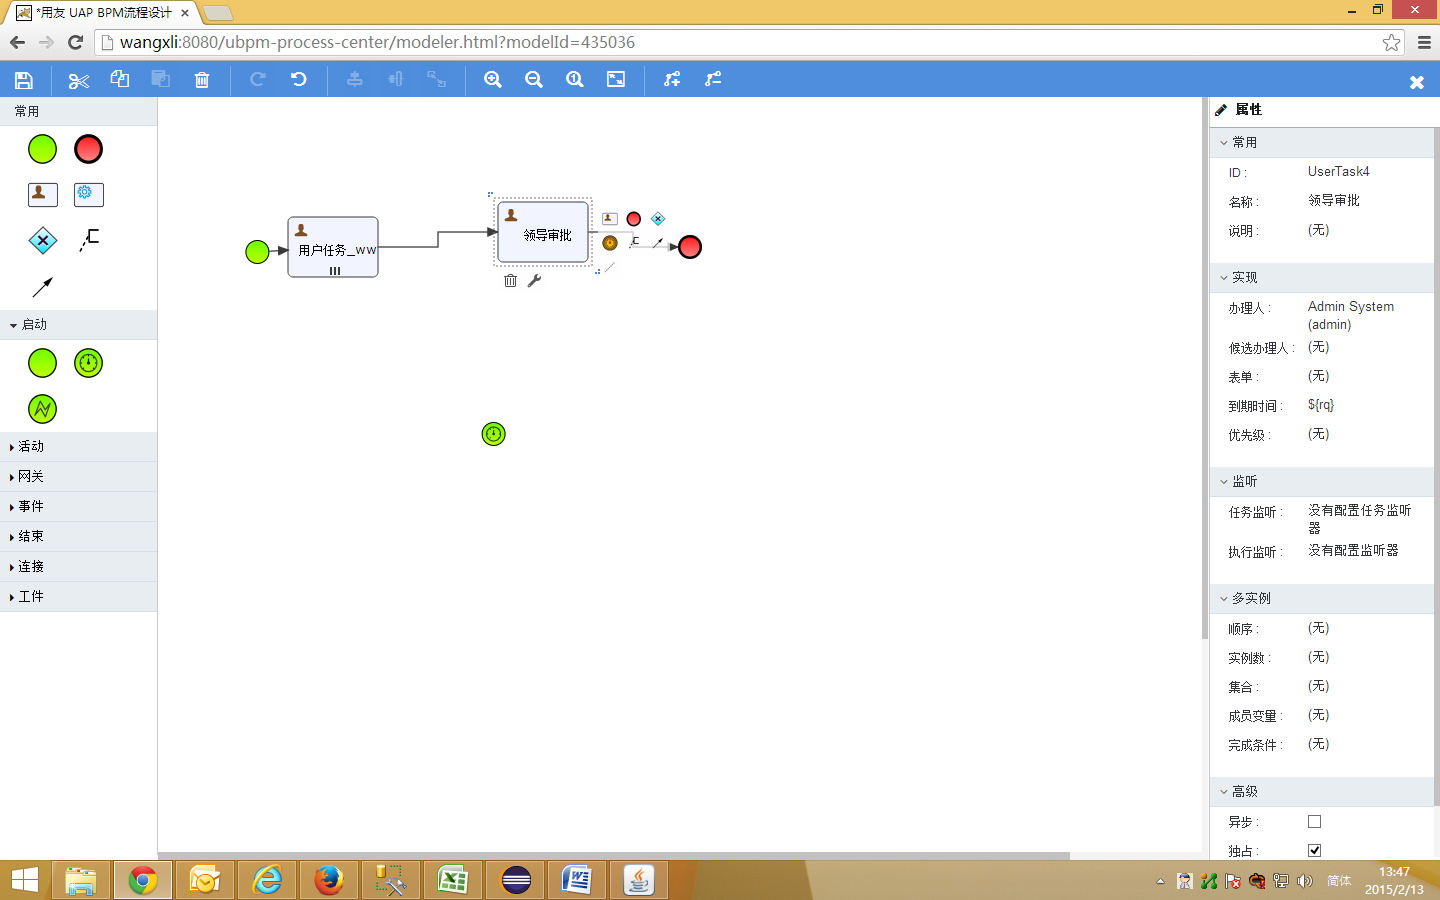 *用友 UAP BPM流程设计
wangxli:8080/ubpm-process-center/modeler.html?modelId=435036
常用
启动
活动
网关
事件
结束
连接
工件
用户任务_ww
领导审批
属性
常用
ID : UserTask4
名称 : 领导审批
说明 : (无)
实现
办理人 : Admin System
(admin)
候选办理人 : (无)
表单 : (无)
到期时间 : ${rq}
优先级 : (无)
监听
任务监听 : 没有配置任务监听
器
执行监听 : 没有配置监听器
多实例
顺序 : (无)
实例数 : (无)
集合 : (无)
成员变量 : (无)
完成条件 : (无)
高级
异步 :
独占 :
简体
13:47
2015/2/13